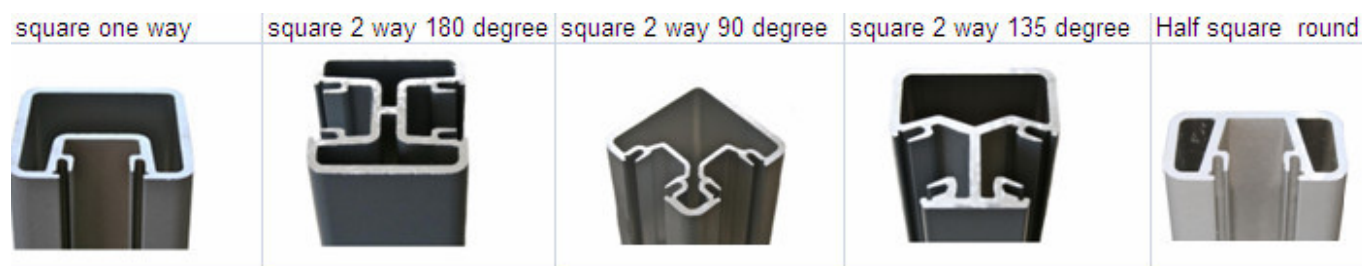 square one way
square 2 way 180 degree
square 2 way 90 degree
square 2 way 135 degree
Half square  round